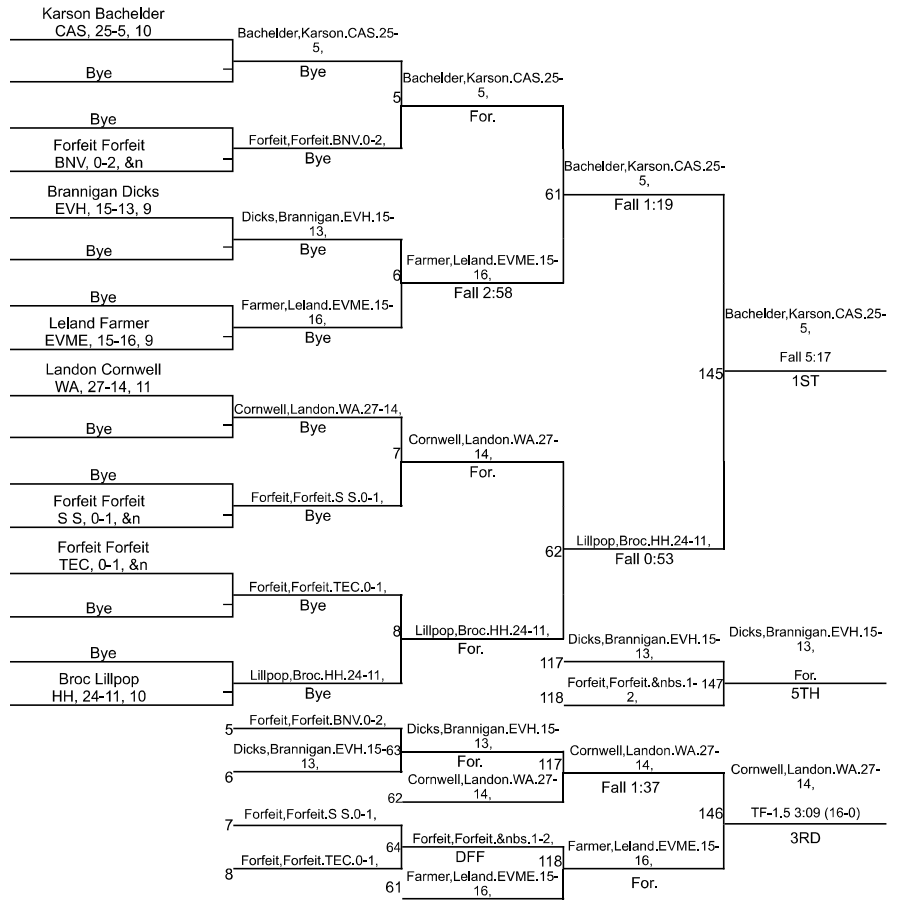 Karson Bachelder
CAS, 25-5, 10
Bye
Bye
Forfeit Forfeit
BNV, 0-2, &n
Brannigan Dicks
EVH, 15-13, 9
Bye
Bye
Leland Farmer
EVME, 15-16, 9
Landon Cornwell
WA, 27-14, 11
Bye
Bye
Forfeit Forfeit
S S, 0-1, &n
Forfeit Forfeit
TEC, 0-1, &n
Bye
Bye
Broc Lillpop
HH, 24-11, 10
Bachelder,Karson.CAS.25-
5,
Bye
Forfeit,Forfeit.BNV.0-2,
Bye
Dicks,Brannigan.EVH.15-
13,
Bye
Farmer,Leland.EVME.15-
16,
Bye
Cornwell,Landon.WA.27-14,
Bye
Forfeit,Forfeit.S S.0-1,
Bye
Forfeit,Forfeit.TEC.0-1,
Bye
Lillpop,Broc.HH.24-11,
Bye
5
Bachelder,Karson.CAS.25-
5,
For.
6
Farmer,Leland.EVME.15-
16,
Fall 2:58
7
Cornwell,Landon.WA.27-
14,
For.
8
Lillpop,Broc.HH.24-11,
For.
61
Bachelder,Karson.CAS.25-
5,
Fall 1:19
62
Lillpop,Broc.HH.24-11,
Fall 0:53
145
Bachelder,Karson.CAS.25-
5,
Fall 5:17
1ST
117
Dicks,Brannigan.EVH.15-
13,
118
Forfeit,Forfeit.&nbs.1-
2,
147
Dicks,Brannigan.EVH.15-
13,
For.
5TH
5
Forfeit,Forfeit.BNV.0-2,
6
Dicks,Brannigan.EVH.15-
13,
63
Dicks,Brannigan.EVH.15-
13,
For.
62
Cornwell,Landon.WA.27-
14,
117
Cornwell,Landon.WA.27-
14,
Fall 1:37
7
Forfeit,Forfeit.S S.0-1,
8
Forfeit,Forfeit.TEC.0-1,
64
Forfeit,Forfeit.&nbs.1-2,
DFF
61
Farmer,Leland.EVME.15-
16,
118
Farmer,Leland.EVME.15-
16,
For.
146
Cornwell,Landon.WA.27-
14,
TF-1.5 3:09 (16-0)
3RD